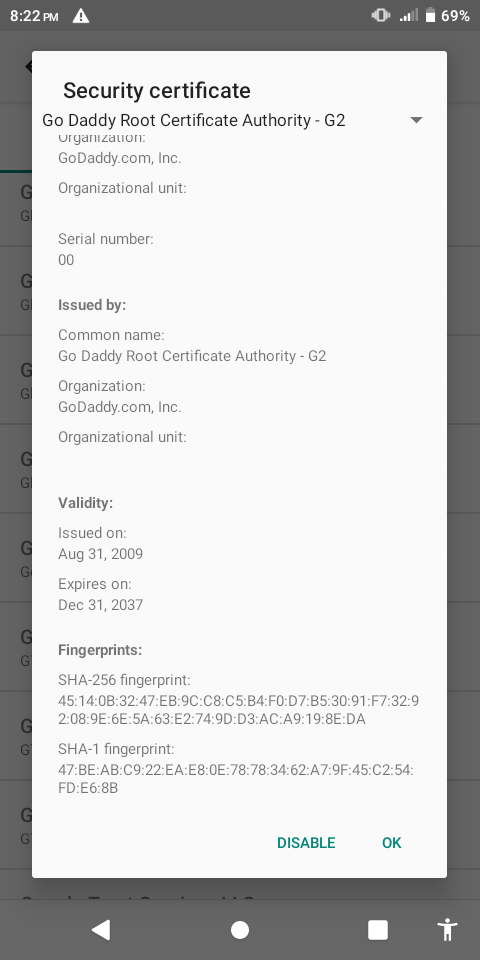 8:22 PM
69%
Security certificate
Go Daddy Root Certificate Authority - G2
Organization:
GoDaddy.com, Inc.
Organizational unit:
Serial number:
00
Issued by:
Common name:
Go Daddy Root Certificate Authority - G2
Organization:
GoDaddy.com, Inc.
Organizational unit:
Validity:
Issued on:
Aug 31, 2009
Expires on:
Dec 31, 2037
Fingerprints:
SHA-256 fingerprint:
45:14:0B:32:47:EB:9C:C8:C5:B4:F0:D7:B5:30:91:F7:32:9
2:08:9E:6E:5A:63:E2:74:9D:D3:AC:A9:19:8E:DA
SHA-1 fingerprint:
47:BE:AB:C9:22:EA:E8:0E:78:78:34:62:A7:9F:45:C2:54:
FD:E6:8B
DISABLE
OK